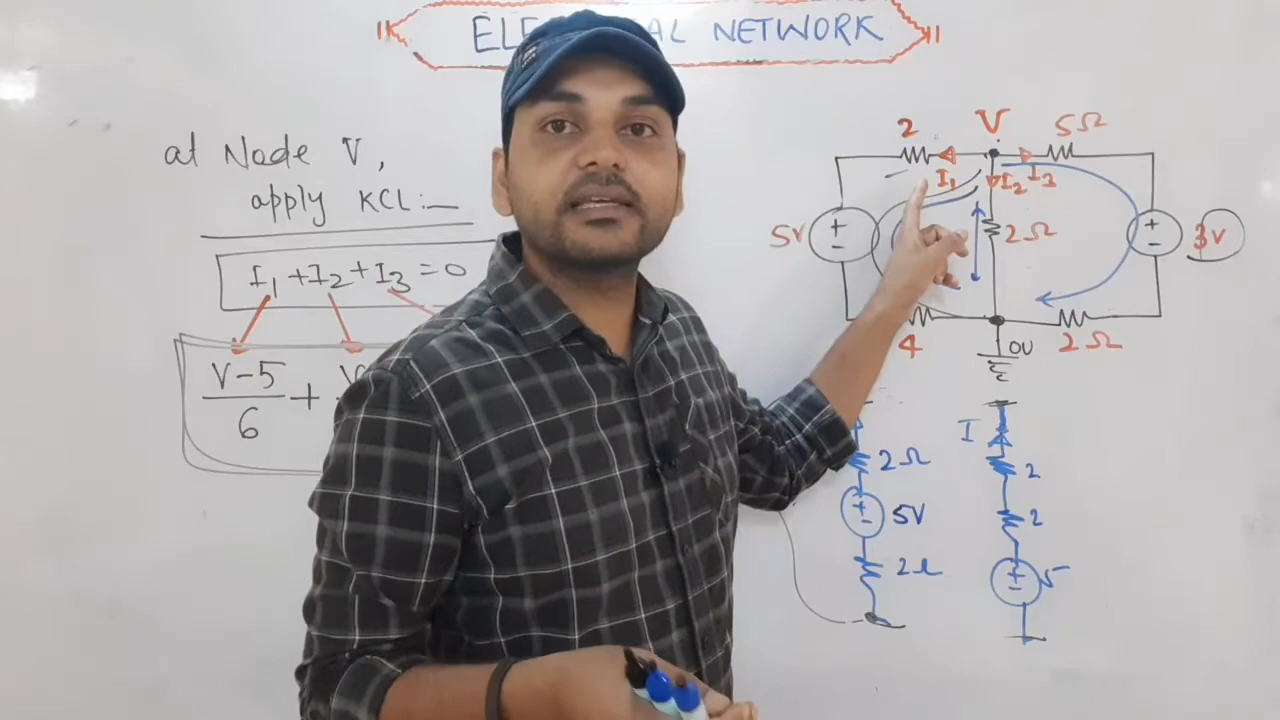 NETWORK
at Node V,
apply KCL:—
I₁ + I₂ + I₃ = 0
V-5
6
+
V
2
V
5Ω
I₁
I₂
I₃
5V
2Ω
3V
4
0V
2Ω
2Ω
5V
2Ω
I
2
2
5